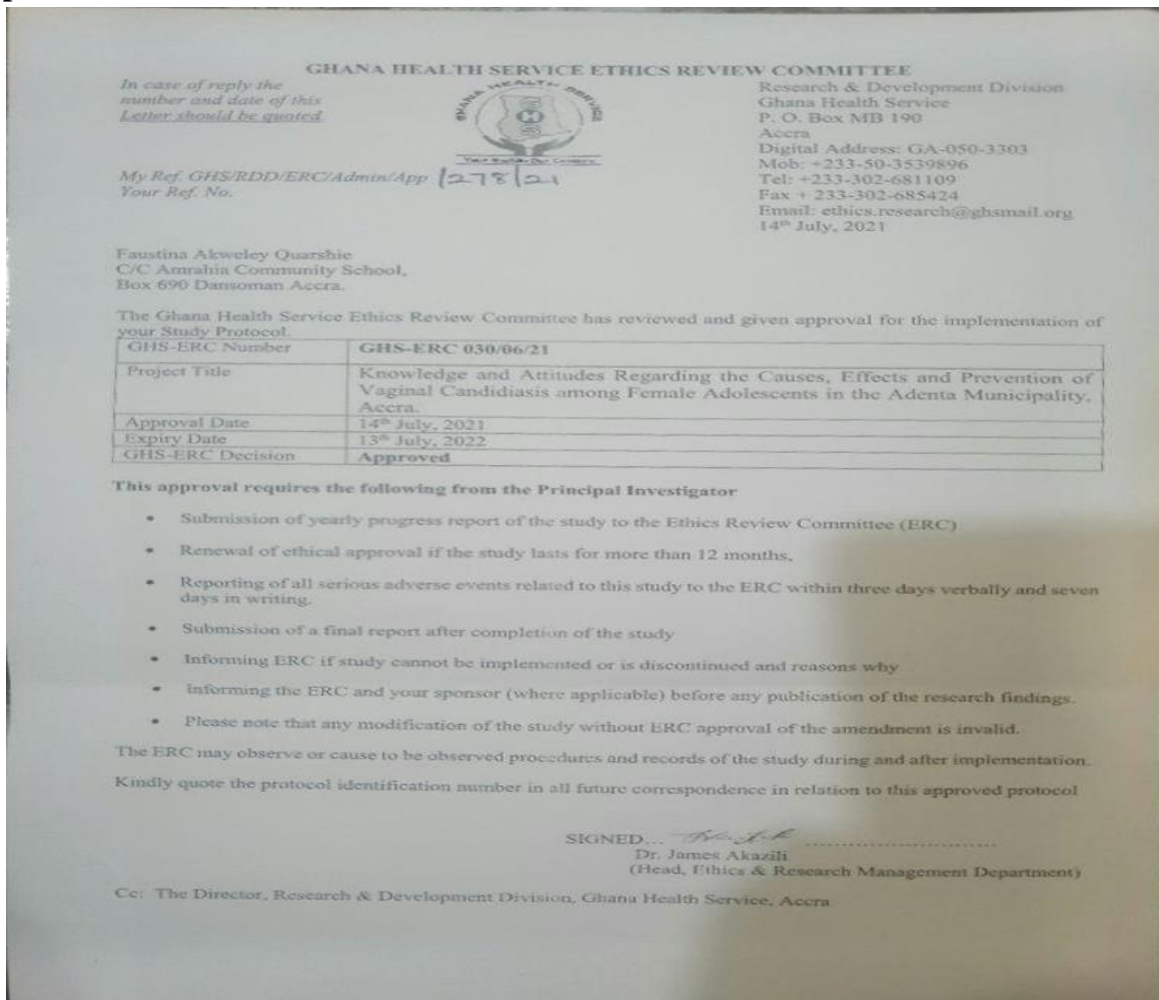 GHANA HEALTH SERVICE ETHICS REVIEW COMMITTEE
In case of reply the
number and date of this
Letter should be quoted.
GHANA HEALTH SERVICE
Your Health-Our Concern
My Ref. GHS/RDD/ERC/Admin/App /278/21
Your Ref. No.
Research & Development Division
Ghana Health Service
P. O. Box MB 190
Accra
Digital Address: GA-050-3303
Mob: +233-50-3539896
Tel: +233-302-681109
Fax + 233-302-685424
Email: ethics.research@ghsmail.org
14th July, 2021
Faustina Akweley Quarshie
C/C Amrahia Community School,
Box 690 Dansoman Accra.
The Ghana Health Service Ethics Review Committee has reviewed and given approval for the implementation of
your Study Protocol.
GHS-ERC Number GHS-ERC 030/06/21
Project Title Knowledge and Attitudes Regarding the Causes, Effects and Prevention of
Vaginal Candidiasis among Female Adolescents in the Adenta Municipality,
Accra.
Approval Date 14th July, 2021
Expiry Date 13th July, 2022
GHS-ERC Decision Approved
This approval requires the following from the Principal Investigator
• Submission of yearly progress report of the study to the Ethics Review Committee (ERC)
• Renewal of ethical approval if the study lasts for more than 12 months,
• Reporting of all serious adverse events related to this study to the ERC within three days verbally and seven
days in writing.
• Submission of a final report after completion of the study
• Informing ERC if study cannot be implemented or is discontinued and reasons why
• Informing the ERC and your sponsor (where applicable) before any publication of the research findings.
• Please note that any modification of the study without ERC approval of the amendment is invalid.
The ERC may observe or cause to be observed procedures and records of the study during and after implementation.
Kindly quote the protocol identification number in all future correspondence in relation to this approved protocol
SIGNED... ........................
Dr. James Akazili
(Head, Ethics & Research Management Department)
Cc: The Director, Research & Development Division, Ghana Health Service, Accra